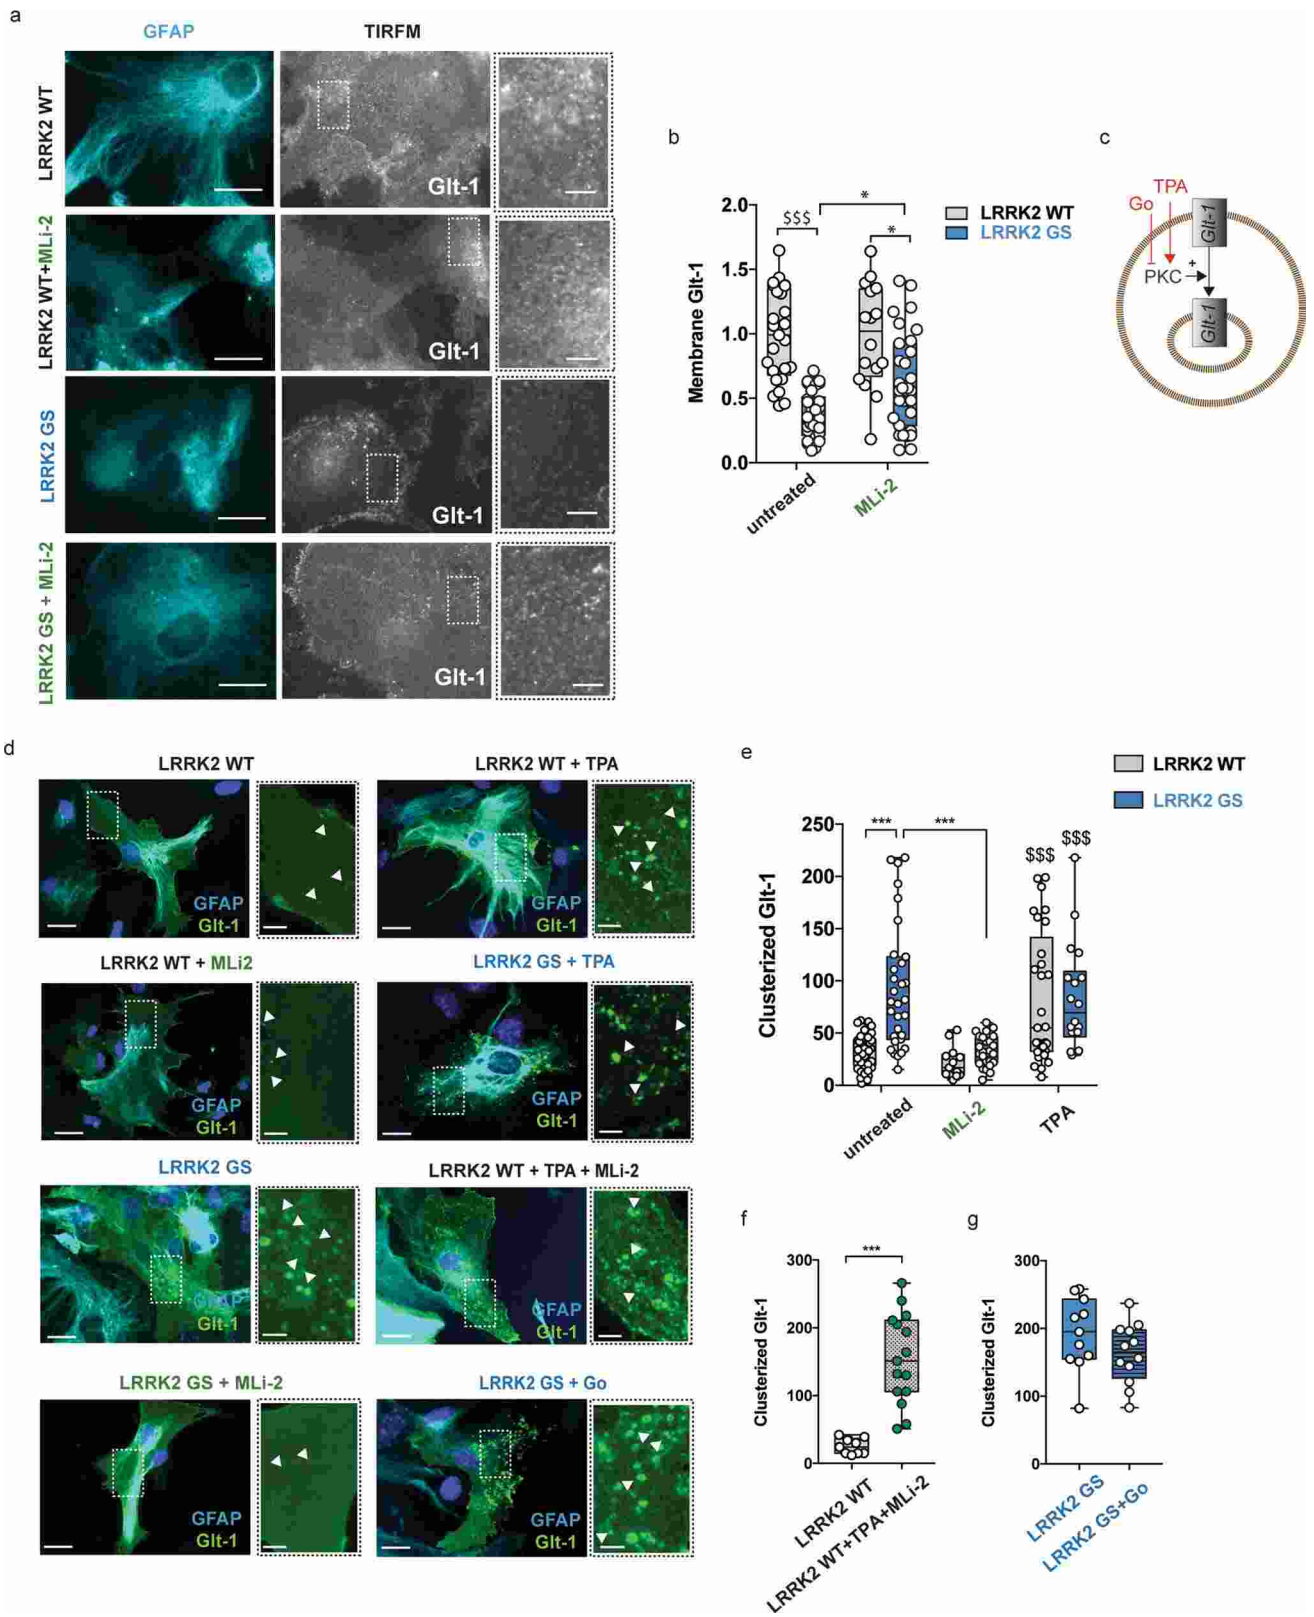 a
GFAP
TIRFM
LRRK2 WT
Glt-1
LRRK2 WT+MLi-2
Glt-1
LRRK2 GS
Glt-1
LRRK2 GS + MLi-2
Glt-1
b
Membrane Glt-1
2.0
1.5
1.0
0.5
0.0
$$$
*
*
untreated
MLi-2
LRRK2 WT
LRRK2 GS
c
TPA
Go
Glt-1
PKC
+
Glt-1
d
LRRK2 WT
GFAP
Glt-1
LRRK2 WT + TPA
GFAP
Glt-1
LRRK2 WT + MLi2
GFAP
Glt-1
LRRK2 GS + TPA
GFAP
Glt-1
LRRK2 GS
GFAP
Glt-1
LRRK2 WT + TPA + MLi-2
GFAP
Glt-1
LRRK2 GS + MLi-2
GFAP
Glt-1
LRRK2 GS + Go
GFAP
Glt-1
e
LRRK2 WT
LRRK2 GS
Clusterized Glt-1
250
200
150
100
50
0
***
***
$$$
$$$
untreated
MLi-2
TPA
f
Clusterized Glt-1
300
200
100
0
***
LRRK2 WT
LRRK2 WT+TPA+MLi-2
g
Clusterized Glt-1
300
200
100
0
LRRK2 GS
LRRK2 GS+Go